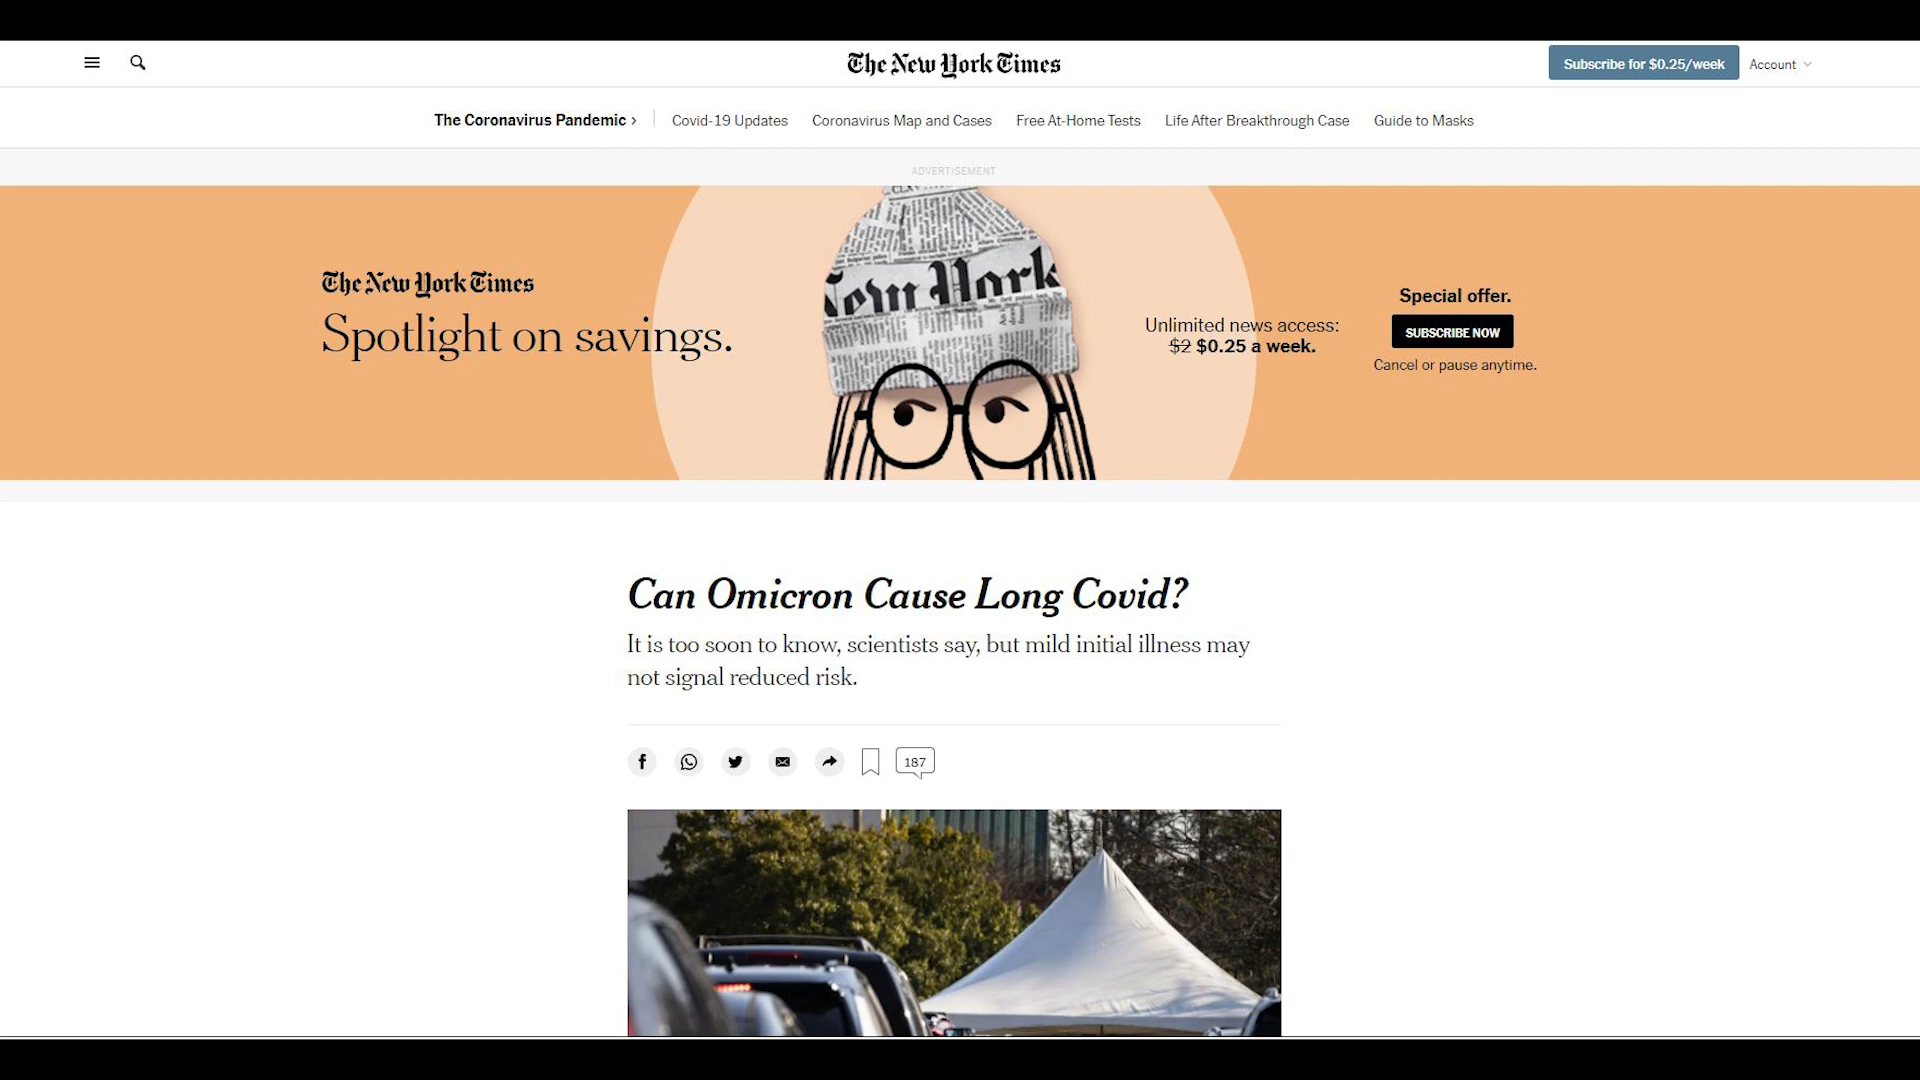 The New York Times
Subscribe for $0.25/week
Account
The Coronavirus Pandemic ›
Covid-19 Updates
Coronavirus Map and Cases
Free At-Home Tests
Life After Breakthrough Case
Guide to Masks
ADVERTISEMENT
The New York Times
Spotlight on savings.
New York
Unlimited news access:
$2 $0.25 a week.
Special offer.
SUBSCRIBE NOW
Cancel or pause anytime.
Can Omicron Cause Long Covid?
It is too soon to know, scientists say, but mild initial illness may
not signal reduced risk.
187